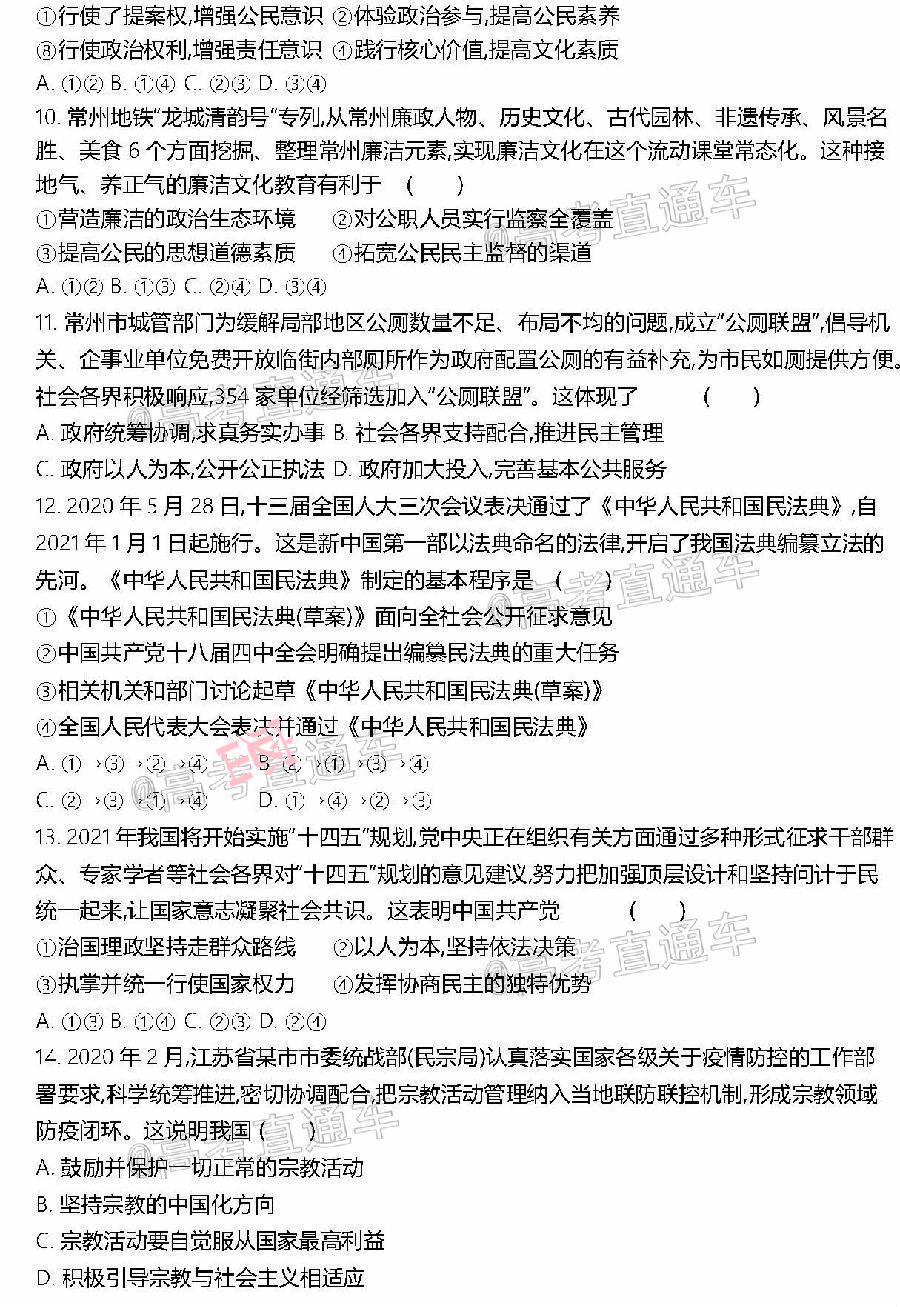 ①行使了提案权,增强公民意识 ②体验政治参与,提高公民素养
⑧行使政治权利,增强责任意识 ④践行核心价值,提高文化素质
A. ①② B. ①④ C. ②③ D. ③④
10. 常州地铁“龙城清韵号”专列,从常州廉政人物、历史文化、古代园林、非遗传承、风景名
胜、美食 6 个方面挖掘、整理常州廉洁元素,实现廉洁文化在这个流动课堂常态化。这种接
地气、养正气的廉洁文化教育有利于 ( )
①营造廉洁的政治生态环境 ②对公职人员实行监察全覆盖
@高考直通车
③提高公民的思想道德素质 ④拓宽公民民主监督的渠道
A. ①② B. ①③ C. ②④ D. ③④
11. 常州市城管部门为缓解局部地区公厕数量不足、布局不均的问题,成立“公厕联盟”,倡导机
关、企事业单位免费开放临街内部厕所作为政府配置公厕的有益补充,为市民如厕提供方便。
社会各界积极响应,354 家单位经筛选加入“公厕联盟”。这体现了 ( )
@高考直通车
A. 政府统筹协调,求真务实办事 B. 社会各界支持配合,推进民主管理
C. 政府以人为本,公开公正执法 D. 政府加大投入,完善基本公共服务
12. 2020 年 5 月 28 日,十三届全国人大三次会议表决通过了《中华人民共和国民法典》,自
2021 年 1 月 1 日起施行。这是新中国第一部以法典命名的法律,开启了我国法典编纂立法的
先河。《中华人民共和国民法典》制定的基本程序是 ( )
@高考直通车
①《中华人民共和国民法典(草案)》面向全社会公开征求意见
②中国共产党十八届四中全会明确提出编纂民法典的重大任务
③相关机关和部门讨论起草《中华人民共和国民法典(草案)》
④全国人民代表大会表决并通过《中华人民共和国民法典》
A. ①→③→②→④ B. ②→①→③→④
@高考直通车
C. ②→③→①→④ D. ①→④→②→③
13. 2021 年我国将开始实施“十四五”规划,党中央正在组织有关方面通过多种形式征求干部群
众、专家学者等社会各界对“十四五”规划的意见建议,努力把加强顶层设计和坚持问计于民
统一起来,让国家意志凝聚社会共识。这表明中国共产党 ( )
①治国理政坚持走群众路线 ②以人为本,坚持依法决策
@高考直通车
③执掌并统一行使国家权力 ④发挥协商民主的独特优势
A. ①③ B. ①④ C. ②③ D. ②④
14. 2020 年 2 月,江苏省某市市委统战部(民宗局)认真落实国家各级关于疫情防控的工作部
署要求,科学统筹推进,密切协调配合,把宗教活动管理纳入当地联防联控机制,形成宗教领域
防疫闭环。这说明我国 ( )
@高考直通车
A. 鼓励并保护一切正常的宗教活动
B. 坚持宗教的中国化方向
C. 宗教活动要自觉服从国家最高利益
D. 积极引导宗教与社会主义相适应